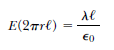 E(2πrℓ) = λℓ / ϵ₀